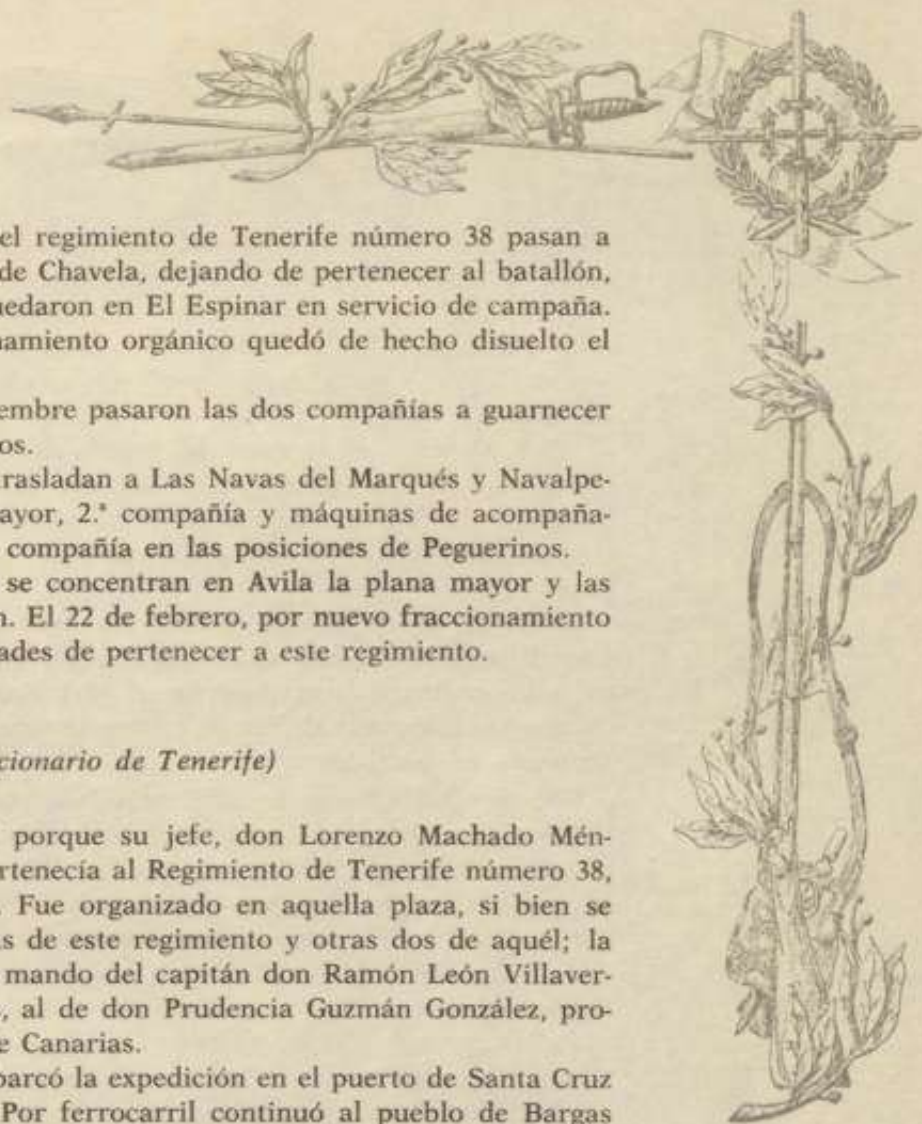 el regimiento de Tenerife número 38 pasan a
de Chavela, dejando de pertenecer al batallón,
uedaron en El Espinar en servicio de campaña.
namiento orgánico quedó de hecho disuelto el
embre pasaron las dos compañías a guarnecer
os.
rasladan a Las Navas del Marqués y Navalpe-
ayor, 2.ª compañía y máquinas de acompaña-
compañía en las posiciones de Peguerinos.
se concentran en Avila la plana mayor y las
n. El 22 de febrero, por nuevo fraccionamiento
ades de pertenecer a este regimiento.
cionario de Tenerife)
porque su jefe, don Lorenzo Machado Mén-
rtenecía al Regimiento de Tenerife número 38,
. Fue organizado en aquella plaza, si bien se
as de este regimiento y otras dos de aquél; la
mando del capitán don Ramón León Villaver-
s, al de don Prudencia Guzmán González, pro-
e Canarias.
barcó la expedición en el puerto de Santa Cruz
Por ferrocarril continuó al pueblo de Bargas